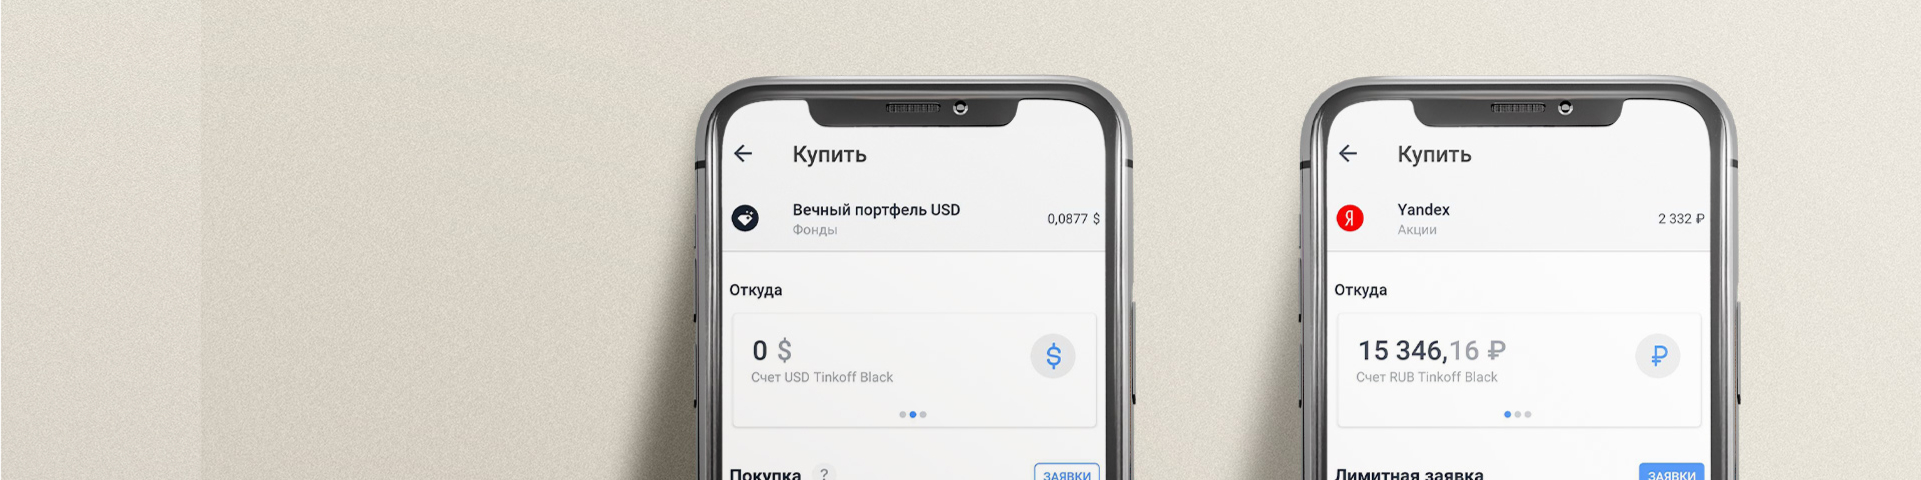 Купить
Вечный портфель USD
Фонды
0,0877 $
Откуда
0 $
Счет USD Tinkoff Black
Покупка ?
ЗАЯВКИ
Купить
Я
Yandex
Акции
2 332 ₽
Откуда
15 346,16 ₽
Счет RUB Tinkoff Black
Лимитная заявка
ЗАЯВКИ